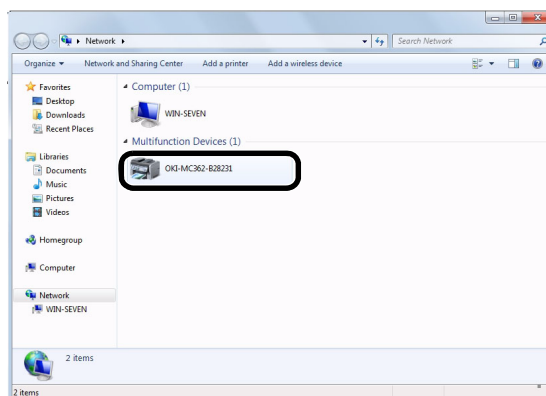 Network
Search Network
Organize
Network and Sharing Center
Add a printer
Add a wireless device
Favorites
Desktop
Downloads
Recent Places
Libraries
Documents
Music
Pictures
Videos
Homegroup
Computer
Network
WIN-SEVEN
Computer (1)
WIN-SEVEN
Multifunction Devices (1)
OKI-MC362-B28231
2 items
2 items